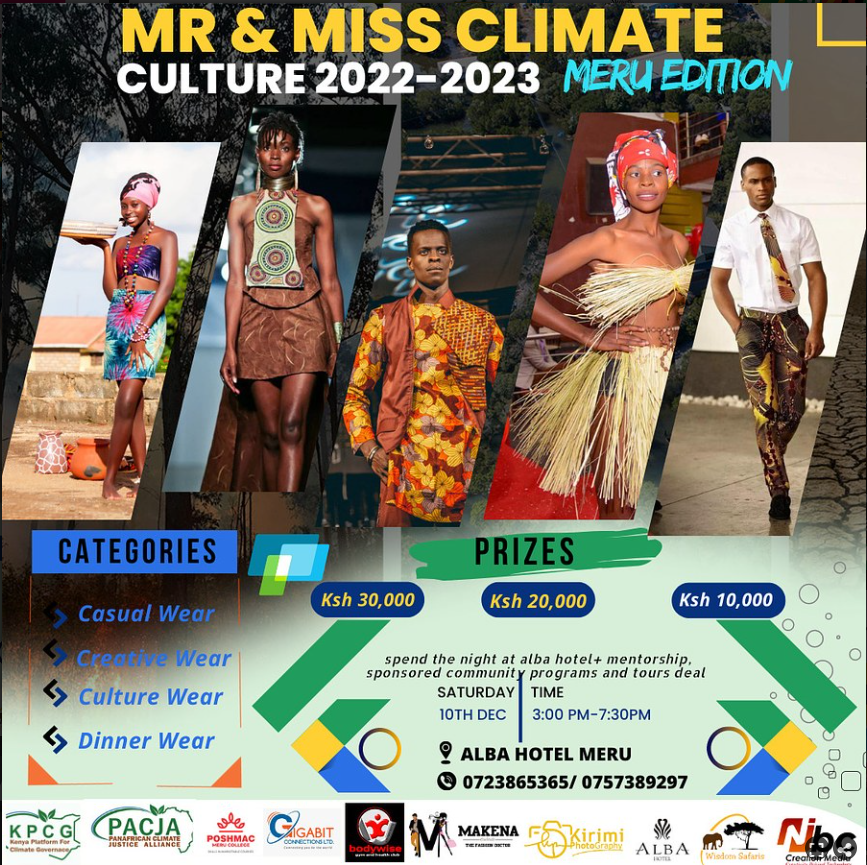 MR & MISS CLIMATE
CULTURE 2022-2023 MERU EDITION
CATEGORIES
Casual Wear
Creative Wear
Culture Wear
Dinner Wear
PRIZES
Ksh 30,000
Ksh 20,000
Ksh 10,000
spend the night at alba hotel+ mentorship,
sponsored community programs and tours deal
SATURDAY
10TH DEC
TIME
3:00 PM-7:30PM
ALBA HOTEL MERU
0723865365/ 0757389297
KPCG
Kenya Platform For
Climate Governance
PACJA
PANAFRICAN CLIMATE
JUSTICE ALLIANCE
POSHMAC
MERU COLLEGE
GIGABIT
CONNECTIONS LTD.
bodywise
gym and health club
MAKENA
THE FASHION DOCTOR
Kirimi
PHOTOGRAPHY
ALBA
HOTEL
Windom Safaris
Creation Media